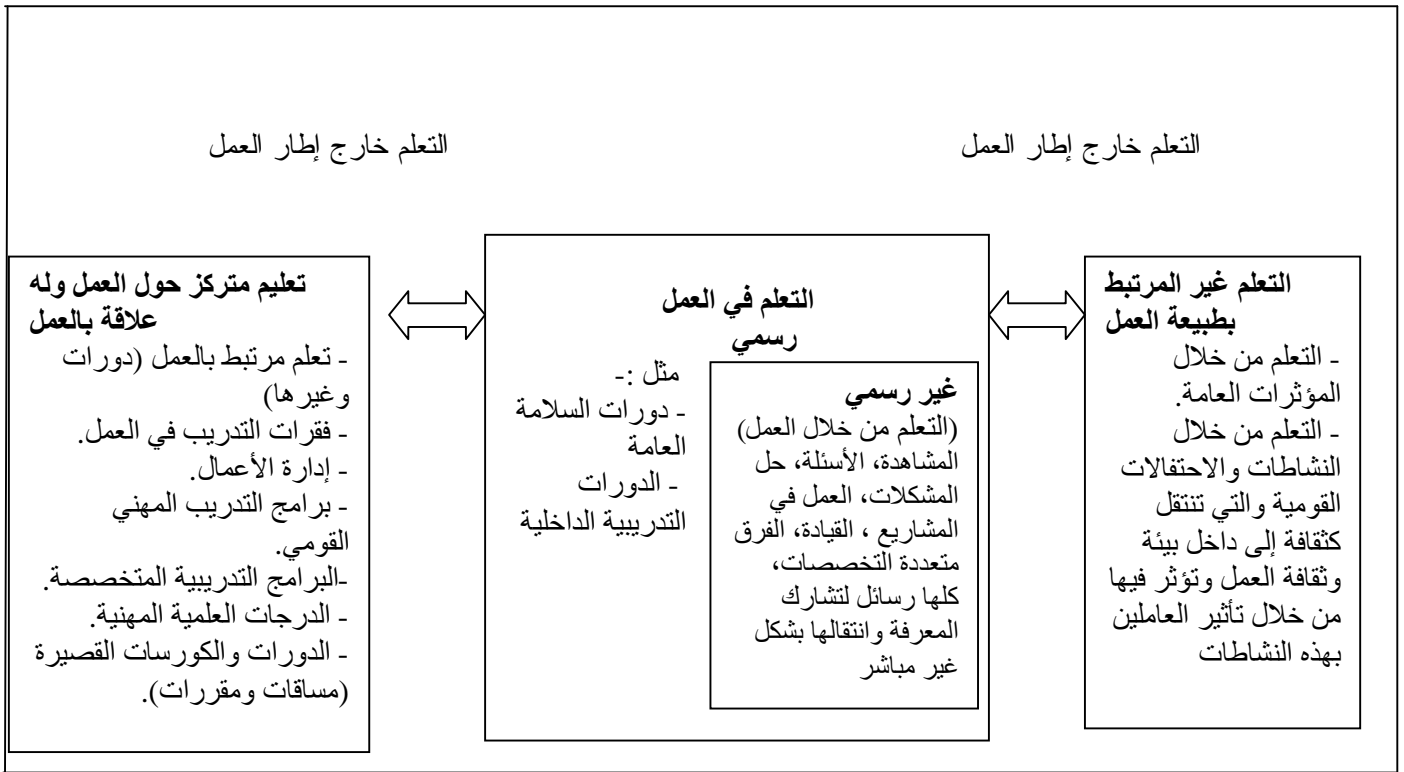 التعلم خارج إطار العمل
التعلم خارج إطار العمل
التعلم غير المرتبط
بطبيعة العمل
- التعلم من خلال
المؤثرات العامة.
- التعلم من خلال
النشاطات والاحتفالات
القومية والتي تنتقل
كثقافة إلى داخل بيئة
وثقافة العمل وتؤثر فيها
من خلال تأثير العاملين
بهذه النشاطات
التعلم في العمل
رسمي
غير رسمي
(التعلم من خلال العمل)
المشاهدة، الأسئلة، حل
المشكلات، العمل في
المشاريع ، القيادة، الفرق
متعددة التخصصات،
كلها رسائل لتشارك
المعرفة وانتقالها بشكل
غير مباشر
مثل :-
- دورات السلامة
العامة
- الدورات
التدريبية الداخلية
تعليم متركز حول العمل وله
علاقة بالعمل
- تعلم مرتبط بالعمل (دورات
وغيرها)
- فقرات التدريب في العمل.
- إدارة الأعمال.
- برامج التدريب المهني
القومي.
-البرامج التدريبية المتخصصة.
- الدرجات العلمية المهنية.
- الدورات والكورسات القصيرة
(مساقات ومقررات).